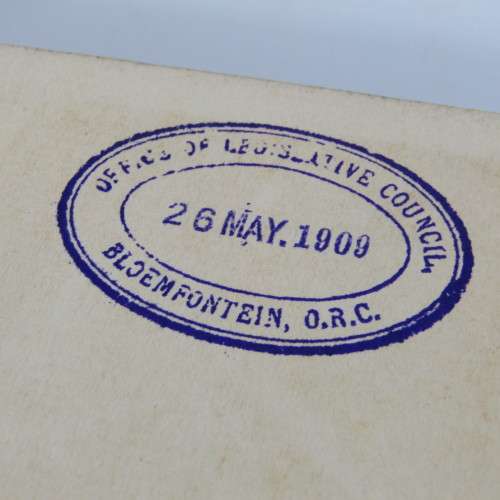 OFFICE OF LEGISLATIVE COUNCIL,
26 MAY. 1909
BLOEMFONTEIN, O.R.C.